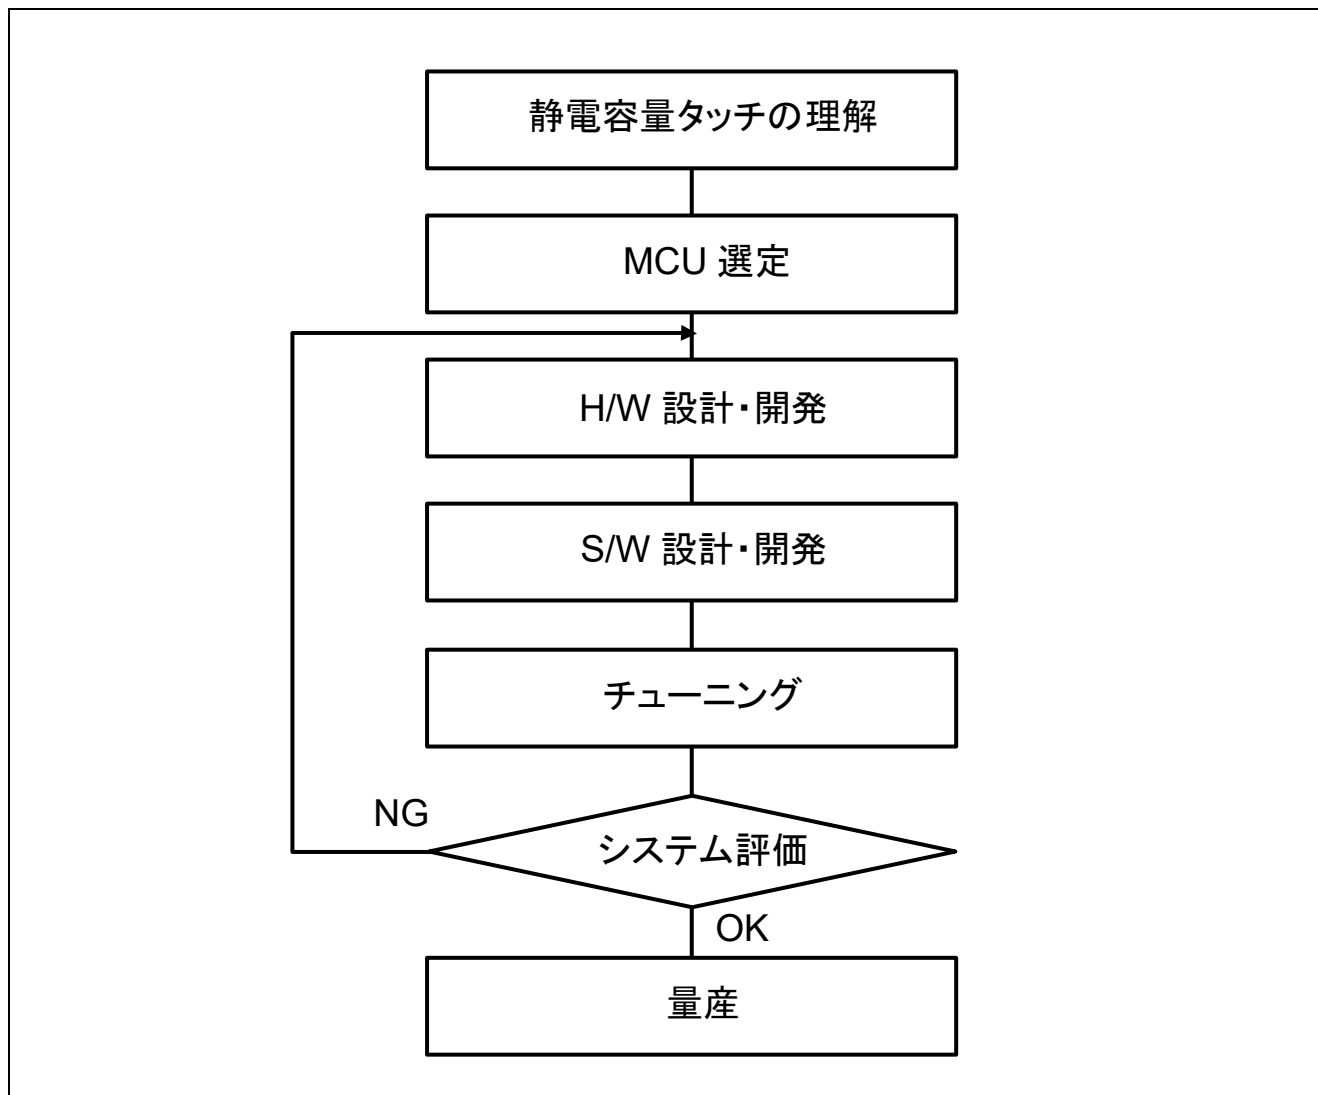 静電容量タッチの理解
MCU 選定
H/W 設計・開発
S/W 設計・開発
チューニング
NG
システム評価
OK
量産